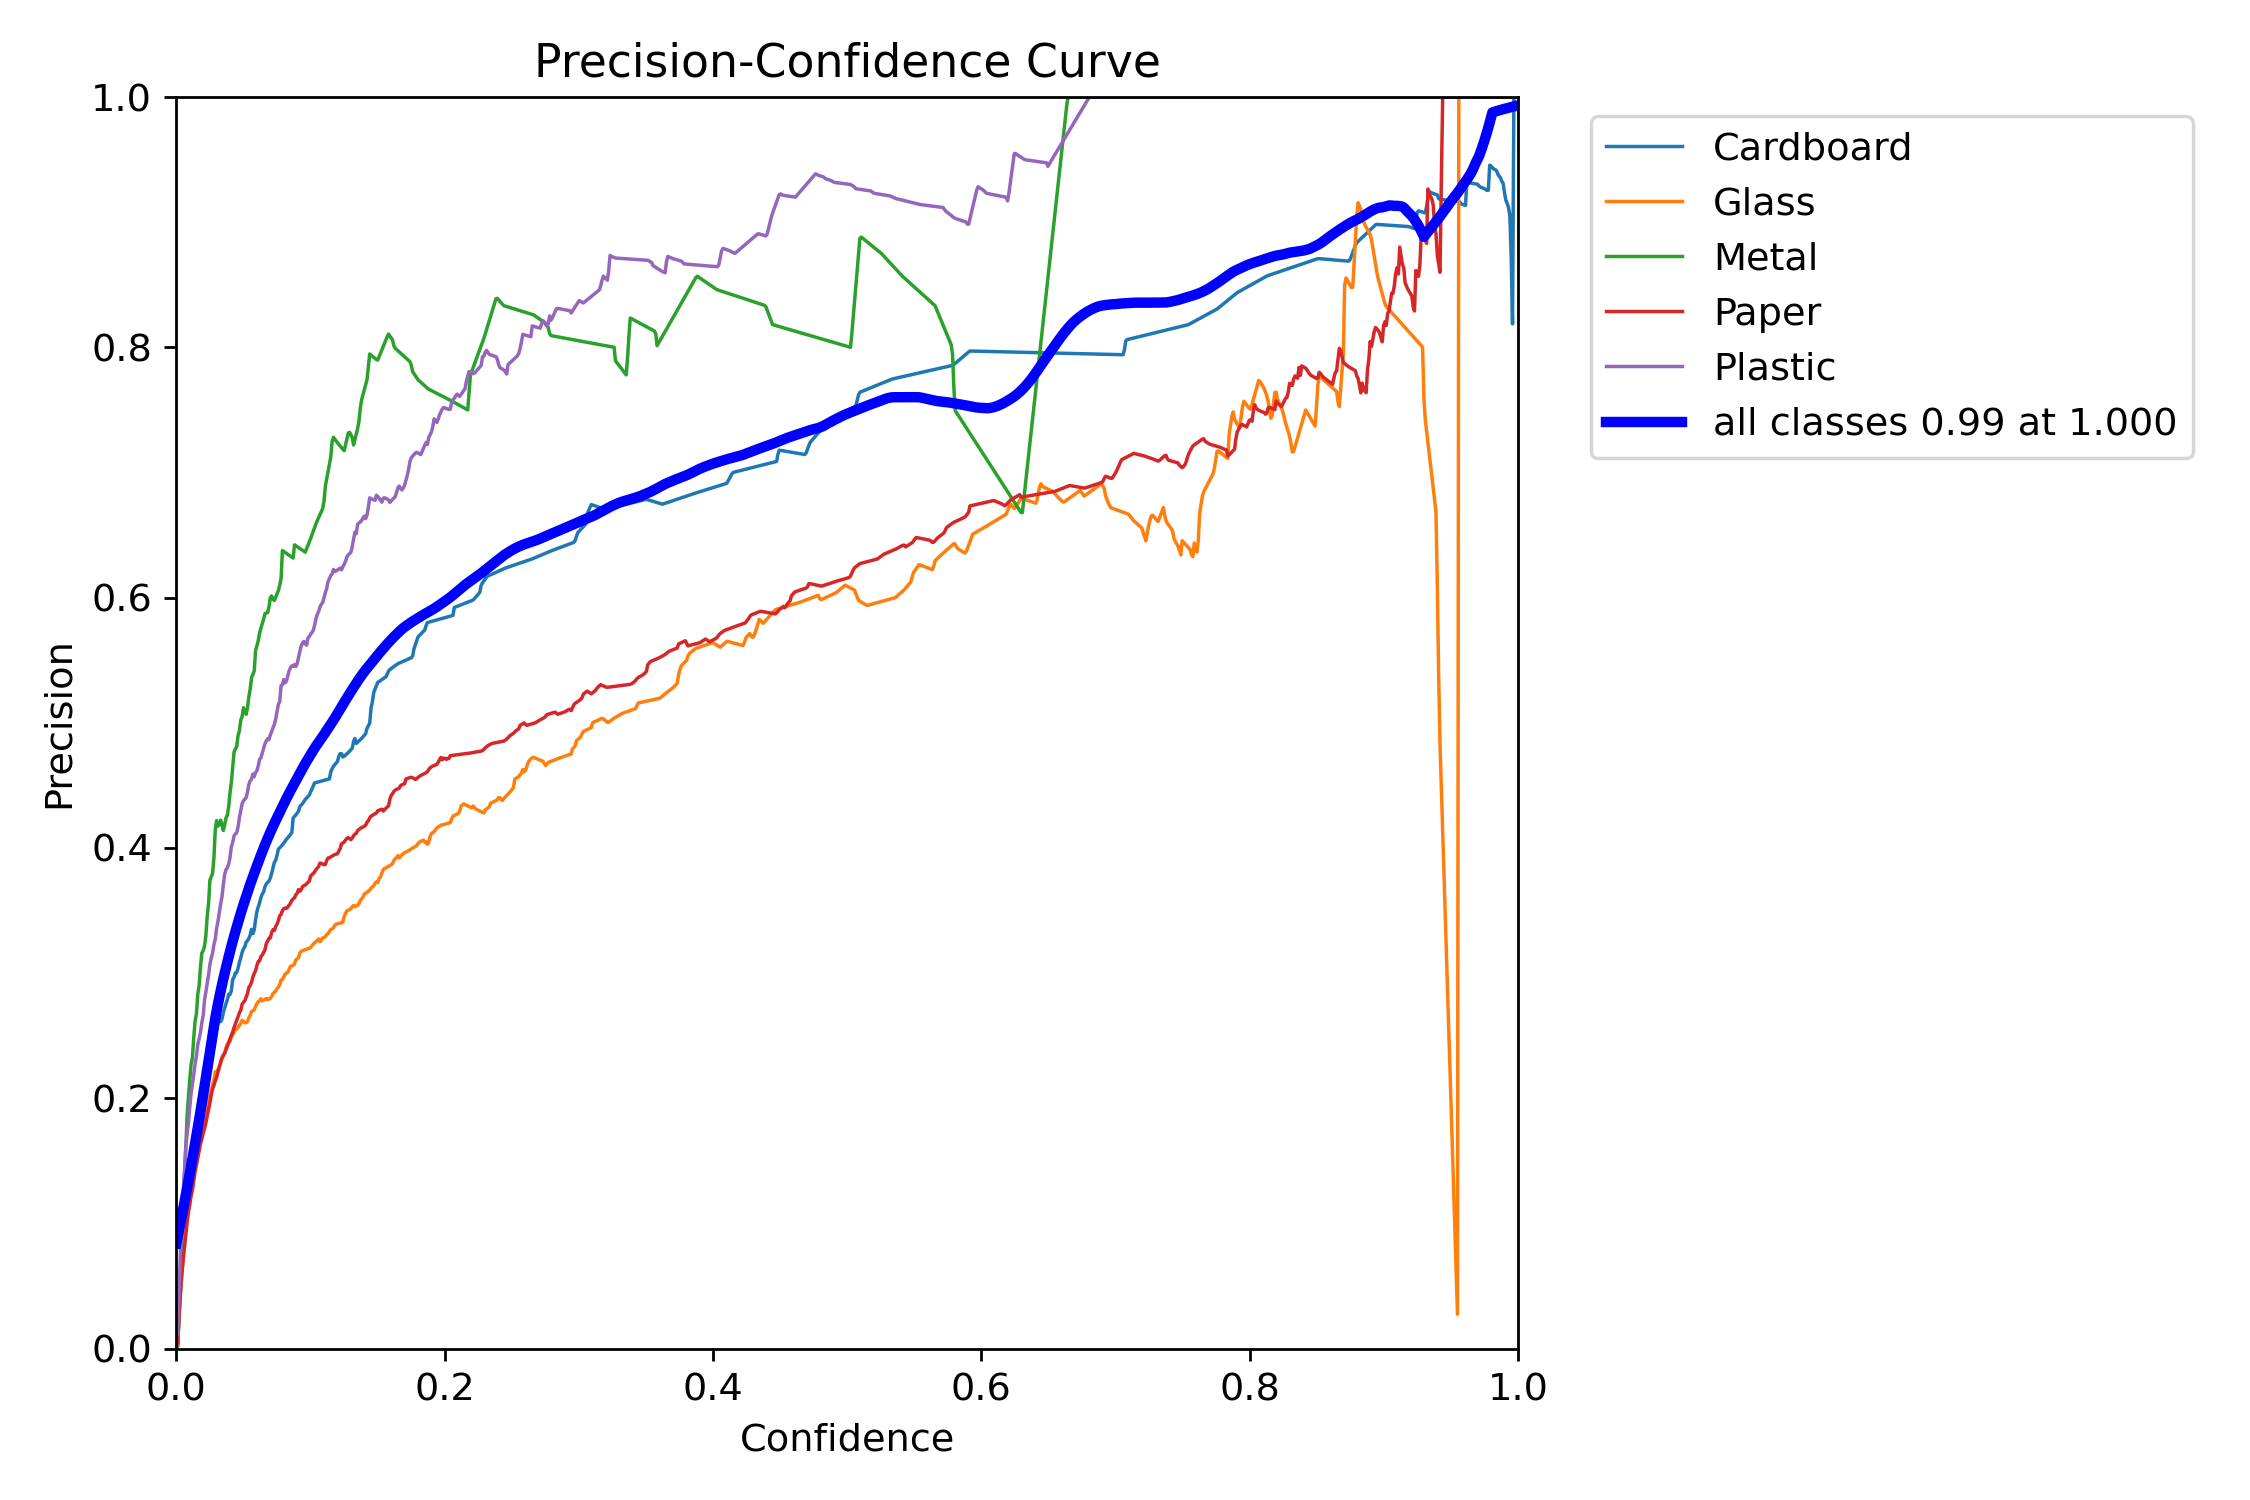 Precision-Confidence Curve
1.0
0.8
0.6
0.4
0.2
0.0
Precision
0.0 0.2 0.4 0.6 0.8 1.0
Confidence
Cardboard
Glass
Metal
Paper
Plastic
all classes 0.99 at 1.000